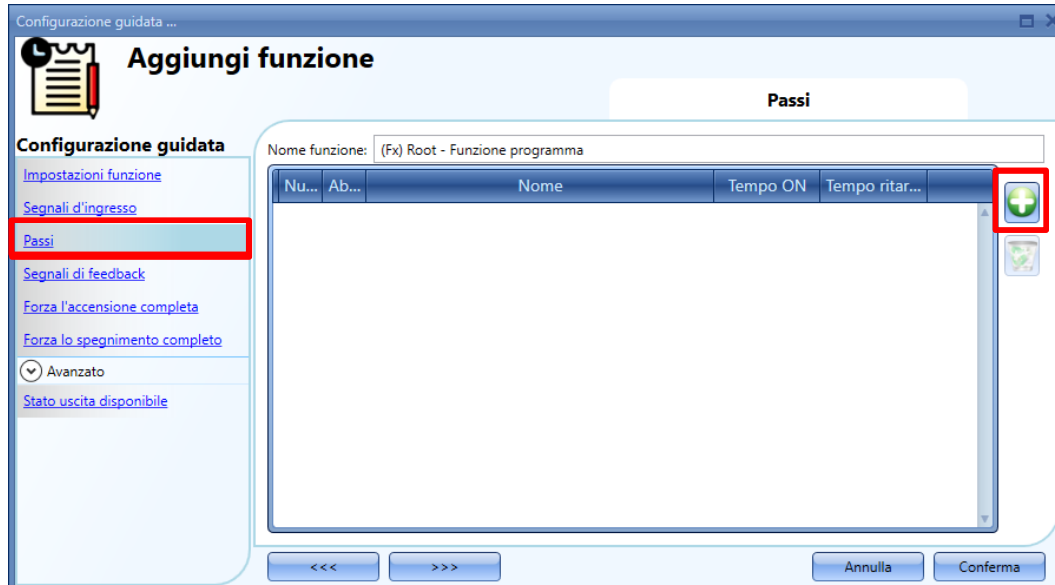 Configurazione guidata ...
Aggiungi funzione
Passi
Configurazione guidata
Impostazioni funzione
Segnali d'ingresso
Passi
Segnali di feedback
Forza l'accensione completa
Forza lo spegnimento completo
Avanzato
Stato uscita disponibile
Nome funzione: (Fx) Root - Funzione programma
Nu... Ab... Nome Tempo ON Tempo ritar...
<<< >>> Annulla Conferma